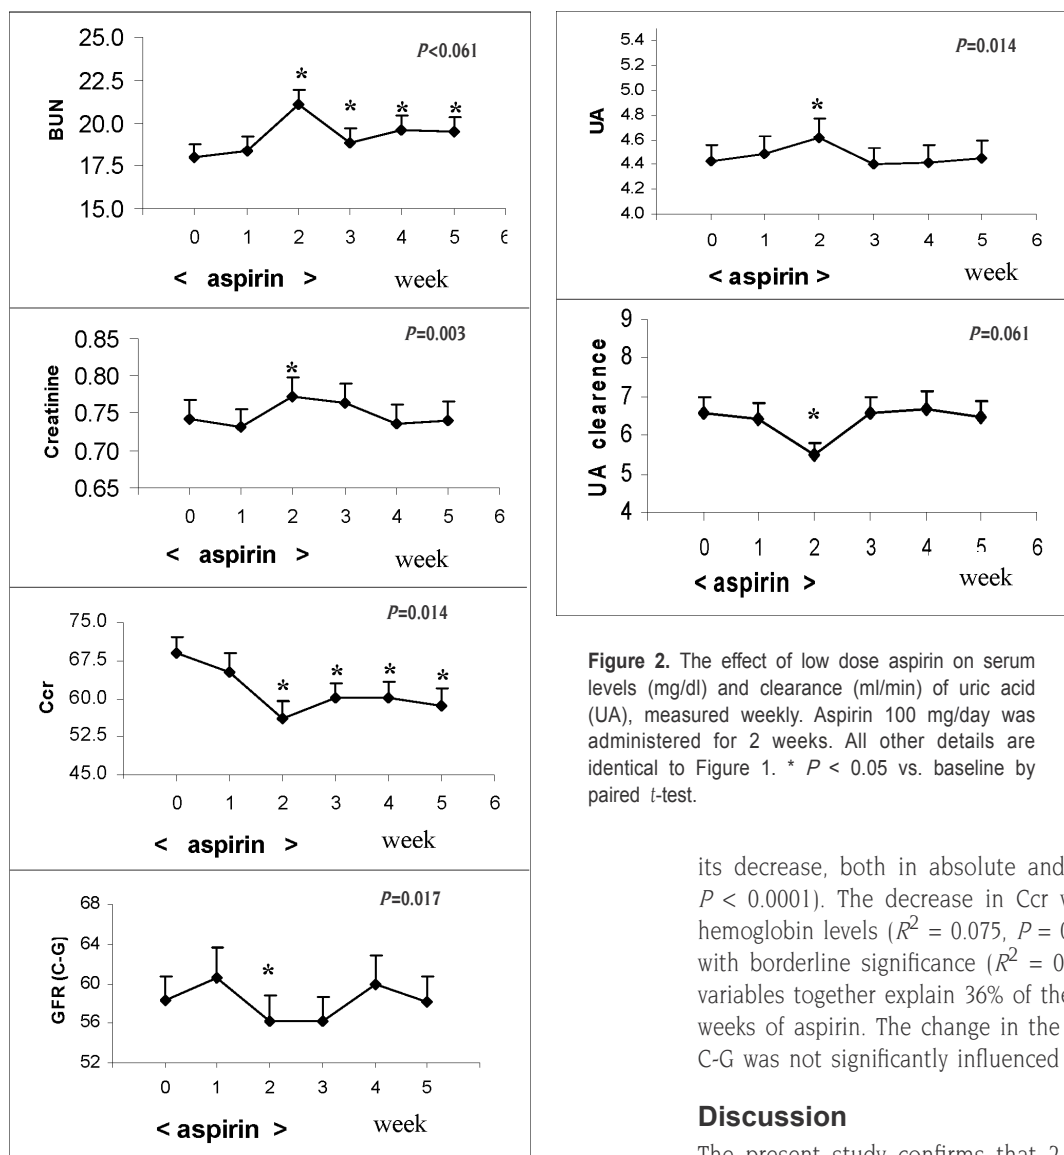 25.0
22.5
20.0
17.5
15.0
BUN
P<0.061
*
*
*
*
0 1 2 3 4 5
< aspirin > week
0.85
0.80
0.75
0.70
0.65
Creatinine
P=0.003
*
0 1 2 3 4 5 6
< aspirin > week
75.0
67.5
60.0
52.5
45.0
Ccr
P=0.014
*
*
*
*
0 1 2 3 4 5 6
< aspirin > week
68
64
60
56
52
GFR (C-G)
P=0.017
*
0 1 2 3 4 5
< aspirin >
5.4
5.2
5.0
4.8
4.6
4.4
4.2
4.0
UA
P=0.014
*
0 1 2 3 4 5 6
< aspirin > week
9
8
7
6
5
4
UA clearence
P=0.061
*
0 1 2 3 4 5 6
< aspirin > week
Figure 2. The effect of low dose aspirin on serum
levels (mg/dl) and clearance (ml/min) of uric acid
(UA), measured weekly. Aspirin 100 mg/day was
administered for 2 weeks. All other details are
identical to Figure 1. * P < 0.05 vs. baseline by
paired t-test.
its decrease, both in absolute and
P < 0.0001). The decrease in Ccr
hemoglobin levels (R² = 0.075, P =
with borderline significance (R² =
variables together explain 36% of the
weeks of aspirin. The change in the
C-G was not significantly influenced
Discussion
The present study confirms that 2